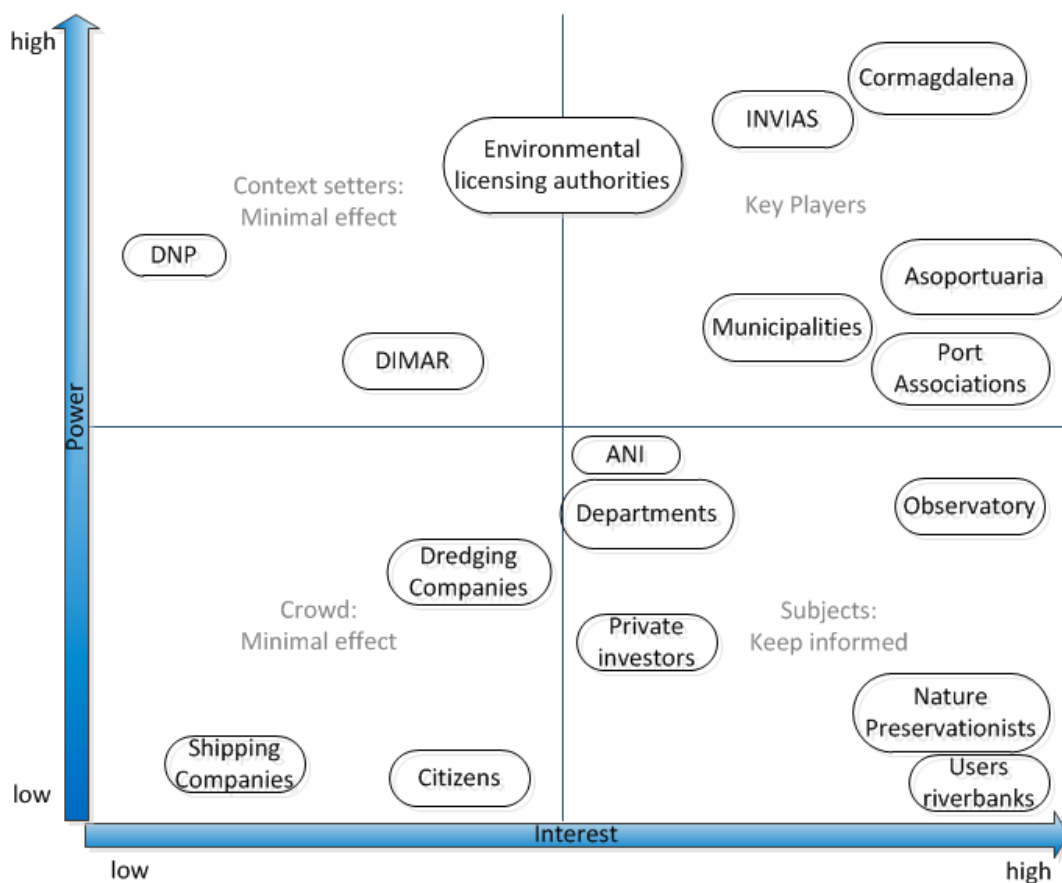 high
Cormagdalena
INVIAS
Environmental
licensing authorities
Context setters:
Minimal effect
Key Players
DNP
Asoportuaria
Municipalities
DIMAR
Port
Associations
Power
ANI
Departments
Observatory
Dredging
Companies
Crowd:
Minimal effect
Private
investors
Subjects:
Keep informed
Nature
Preservationists
Shipping
Companies
Citizens
Users
riverbanks
low
Interest
low
high